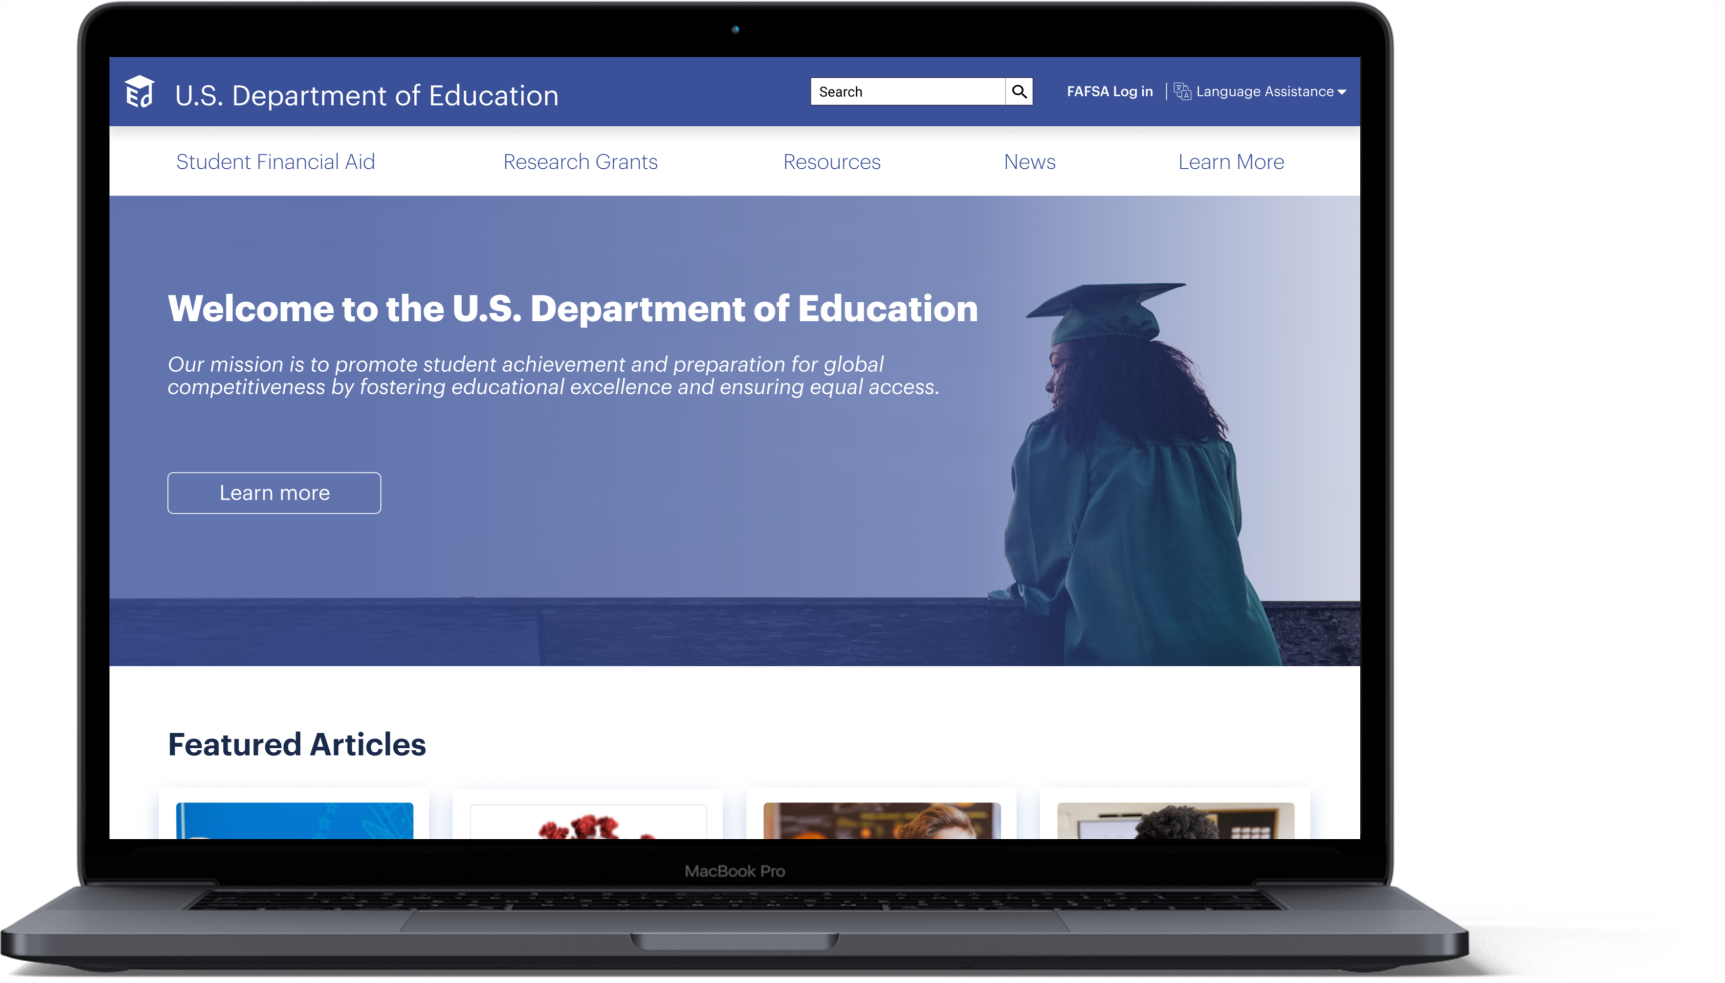 Ed
U.S. Department of Education
Search
FAFSA Log in
Language Assistance
Student Financial Aid
Research Grants
Resources
News
Learn More
Welcome to the U.S. Department of Education
Our mission is to promote student achievement and preparation for global
competitiveness by fostering educational excellence and ensuring equal access.
Learn more
Featured Articles
MacBook Pro